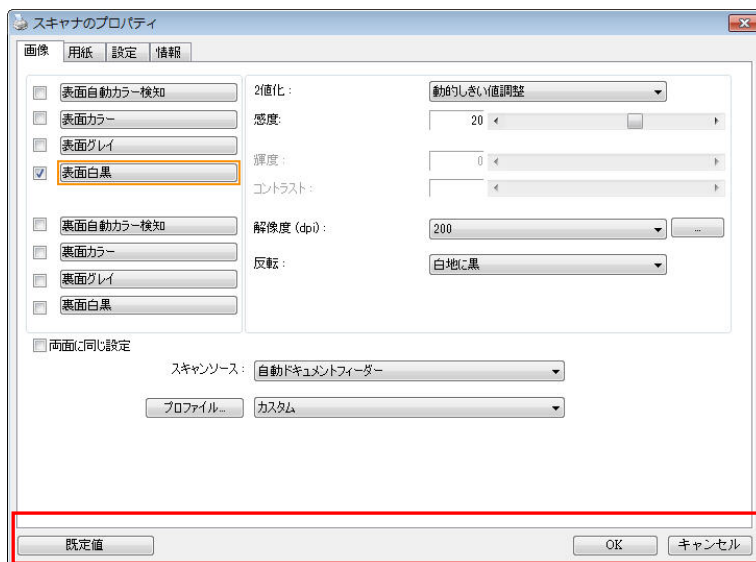 スキャナのプロパティ
画像 用紙 設定 情報
表面自動カラー検知
表面カラー
表面グレイ
表面白黒
裏面自動カラー検知
裏面カラー
裏面グレイ
裏面白黒
2値化: 動的しきい値調整
感度: 20
輝度: 0
コントラスト:
解像度(dpi): 200 ...
反転: 白地に黒
両面に同じ設定
スキャンソース: 自動ドキュメントフィーダー
プロファイル... カスタム
既定値 OK キャンセル